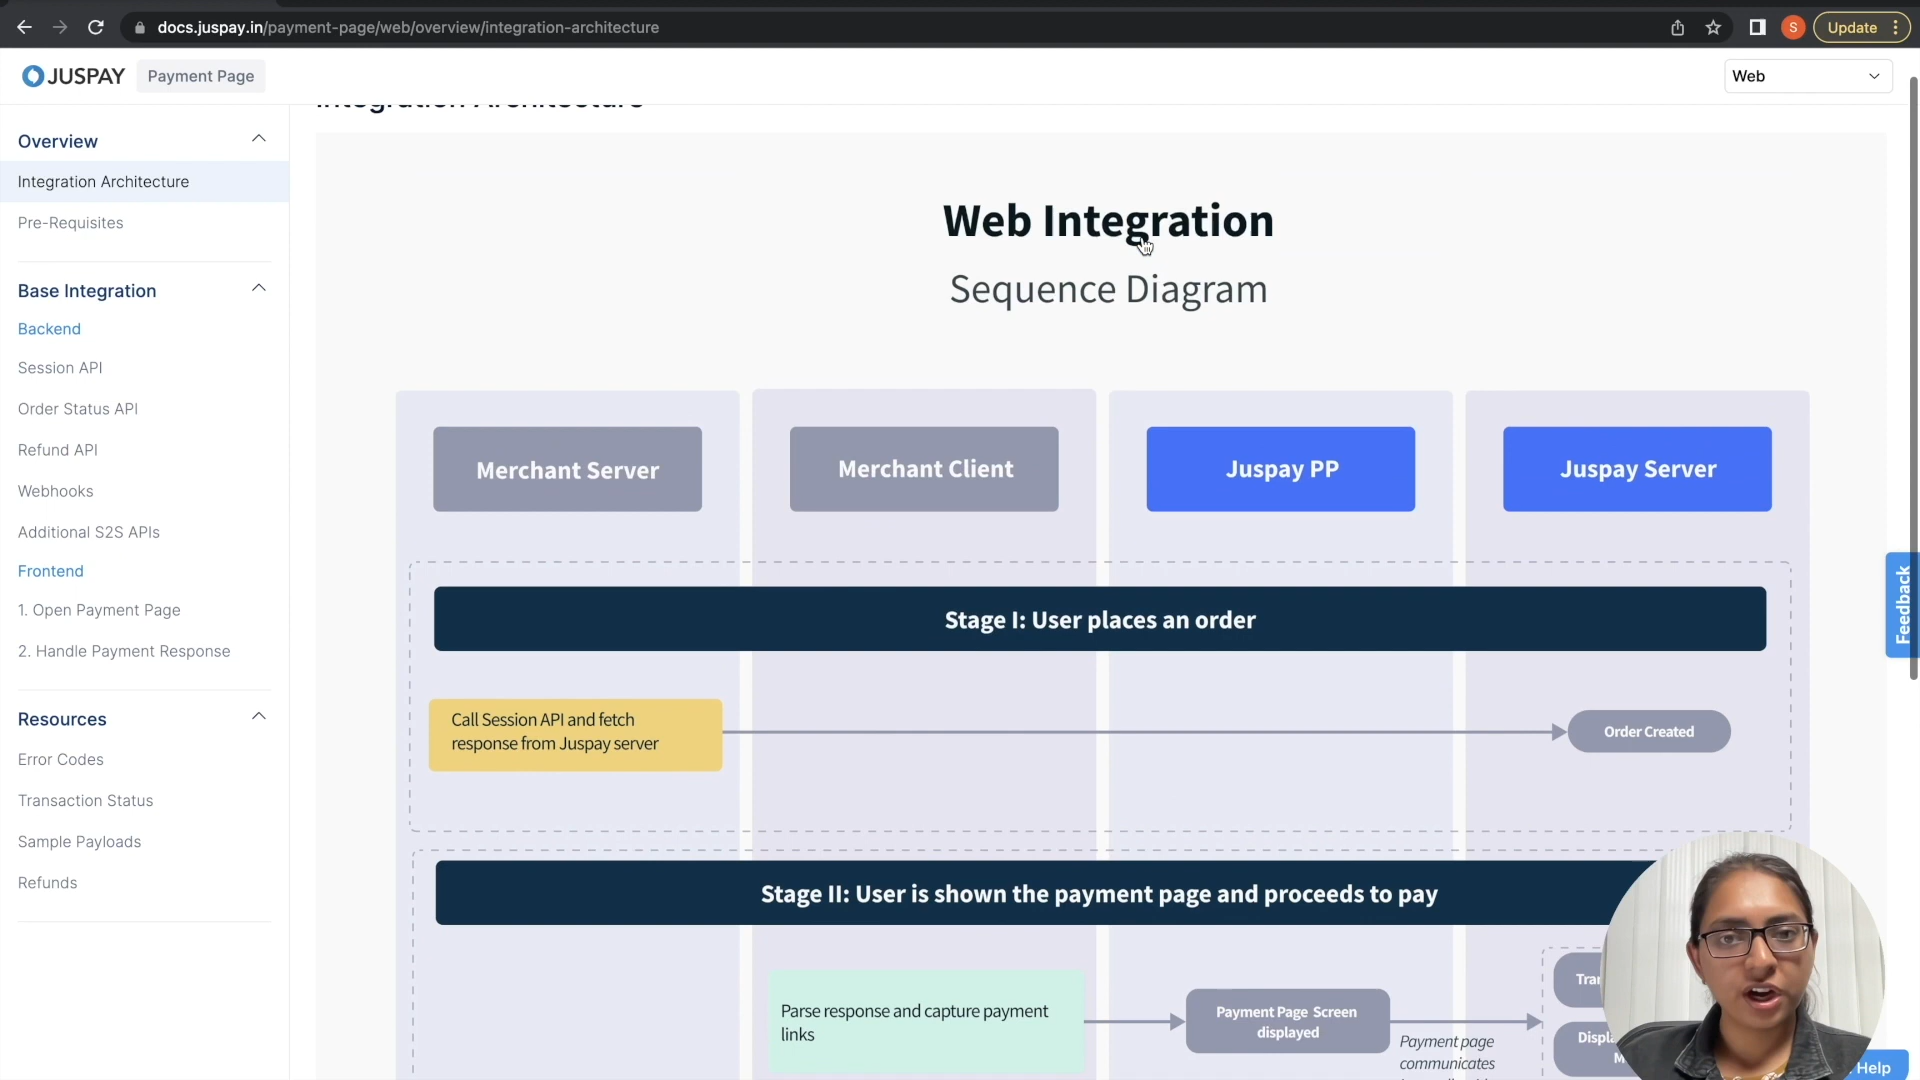 docs.juspay.in/payment-page/web/overview/integration-architecture
S
Update
JUSPAY
Payment Page
Web
Integration Architecture
Overview
Integration Architecture
Pre-Requisites
Base Integration
Backend
Session API
Order Status API
Refund API
Webhooks
Additional S2S APIs
Frontend
1. Open Payment Page
2. Handle Payment Response
Resources
Error Codes
Transaction Status
Sample Payloads
Refunds
Web Integration
Sequence Diagram
Merchant Server
Merchant Client
Juspay PP
Juspay Server
Stage I: User places an order
Call Session API and fetch
response from Juspay server
Order Created
Stage II: User is shown the payment page and proceeds to pay
Parse response and capture payment
links
Payment Page Screen
displayed
Payment page
communicates
Feedback
Help